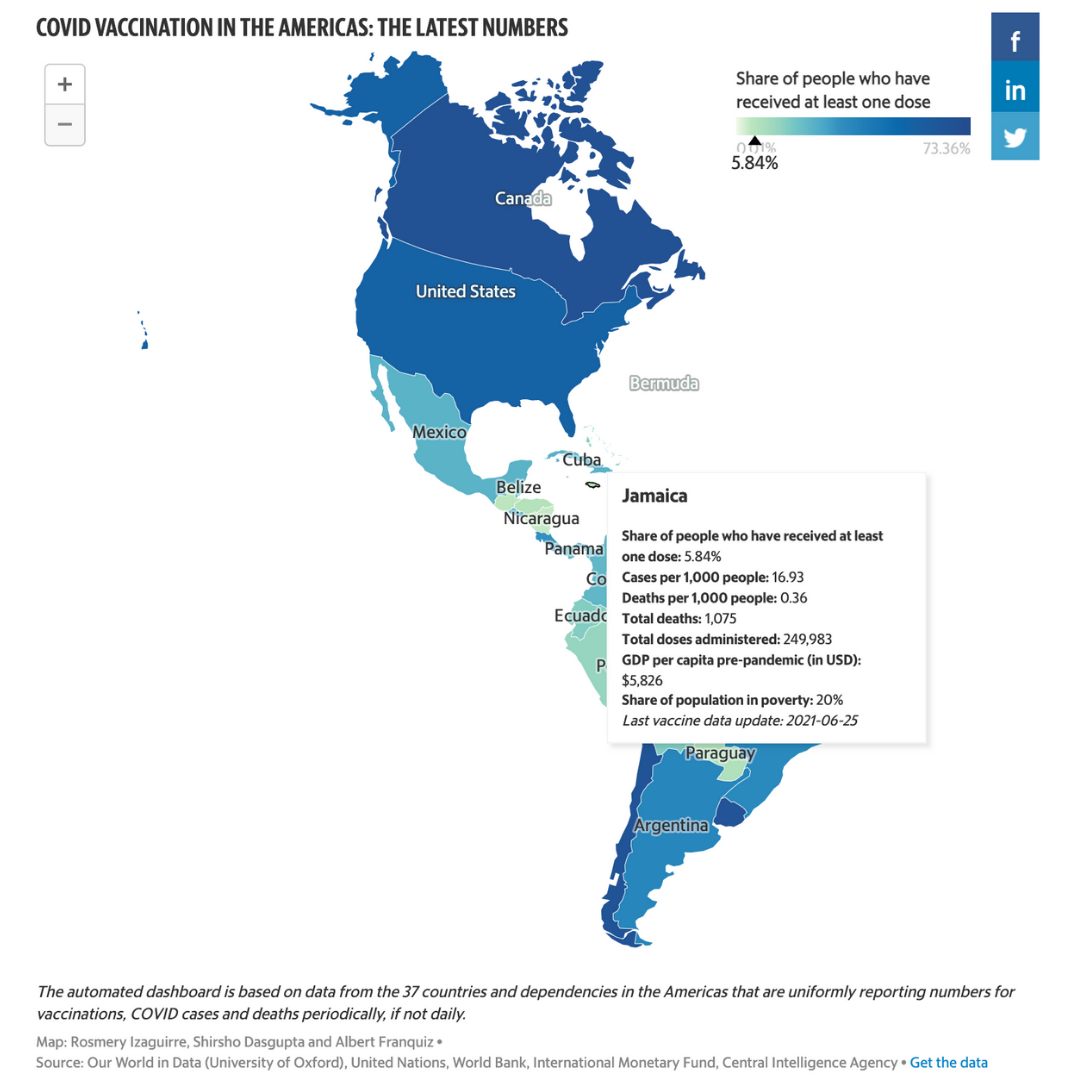 COVID VACCINATION IN THE AMERICAS: THE LATEST NUMBERS
f
+
Share of people who have
received at least one dose
in
−
73.36%
5.84%
Canada
United States
Bermuda
Mexico
Cuba
Belize
Jamaica
Nicaragua
Share of people who have received at least
one dose: 5.84%
Panama
Cases per 1,000 people: 16.93
Co
Deaths per 1,000 people: 0.36
Ecuado
Total deaths: 1,075
Total doses administered: 249,983
GDP per capita pre-pandemic (in USD):
P
$5,826
Share of population in poverty: 20%
Last vaccine data update: 2021-06-25
Paraguay
Argentina
The automated dashboard is based on data from the 37 countries and dependencies in the Americas that are uniformly reporting numbers for
vaccinations, COVID cases and deaths periodically, if not daily.
Map: Rosmery Izaguirre, Shirsho Dasgupta and Albert Franquiz •
Source: Our World in Data (University of Oxford), United Nations, World Bank, International Monetary Fund, Central Intelligence Agency • Get the data